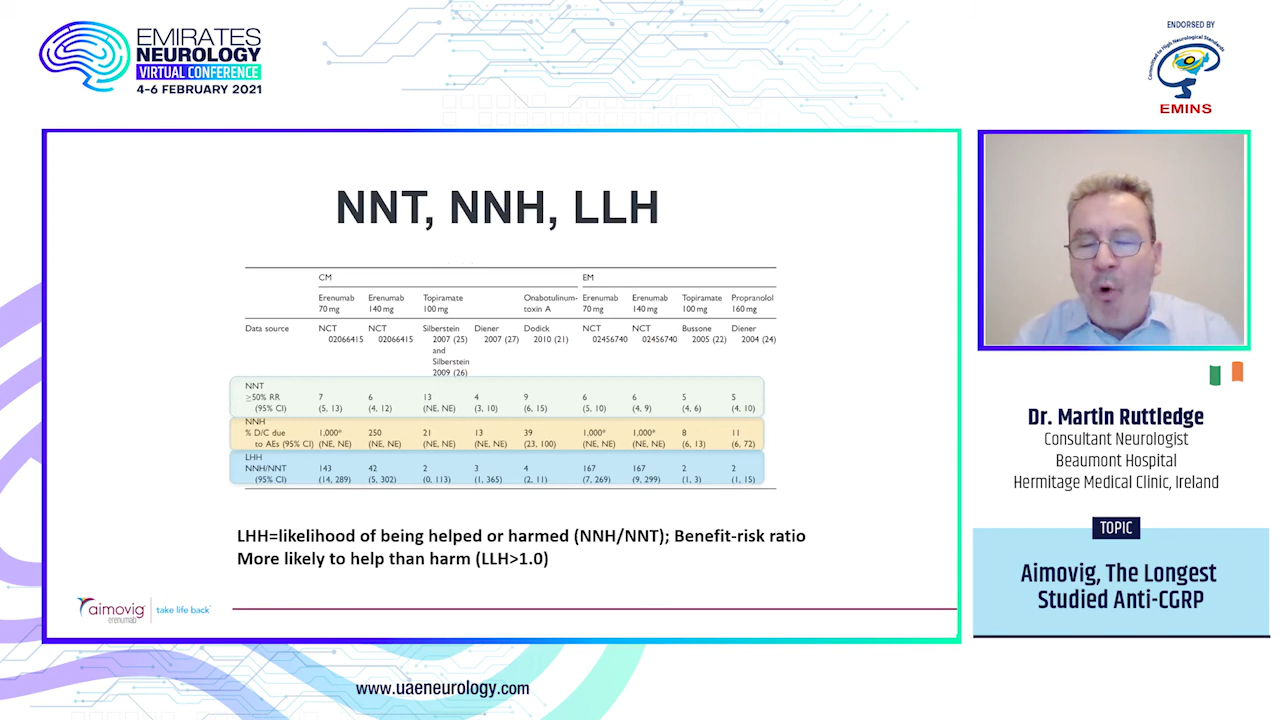 EMIRATES
NEUROLOGY
VIRTUAL CONFERENCE
4-6 FEBRUARY 2021
ENDORSED BY
Committed to High Neurological Standards
EMINS
NNT, NNH, LLH
CM EM
Erenumab 70 mg Erenumab 140 mg Topiramate 100 mg Onabotulinum-toxin A Erenumab 70 mg Erenumab 140 mg Topiramate 100 mg Propranolol 160 mg
Data source NCT 02066415 NCT 02066415 Silberstein 2007 (25) and Silberstein 2009 (26) Diener 2007 (27) Dodick 2010 (21) NCT 02456740 NCT 02456740 Bussone 2005 (22) Diener 2004 (24)
NNT
≥50% RR 7 6 13 4 9 6 6 5 5
(95% CI) (5, 13) (4, 12) (NE, NE) (3, 10) (6, 15) (5, 10) (4, 9) (4, 6) (4, 10)
NNH
% D/C due 1,000* 250 21 13 39 1,000* 1,000* 8 11
to AEs (95% CI) (NE, NE) (NE, NE) (NE, NE) (NE, NE) (23, 100) (NE, NE) (NE, NE) (6, 13) (6, 72)
LHH
NNH/NNT 143 42 2 3 4 167 167 2 2
(95% CI) (14, 289) (5, 302) (0, 113) (1, 365) (2, 11) (7, 269) (9, 299) (1, 3) (1, 15)
LHH=likelihood of being helped or harmed (NNH/NNT); Benefit-risk ratio
More likely to help than harm (LLH>1.0)
aimovig
erenumab
take life back
Dr. Martin Ruttledge
Consultant Neurologist
Beaumont Hospital
Hermitage Medical Clinic, Ireland
TOPIC
Aimovig, The Longest
Studied Anti-CGRP
www.uaeneurology.com